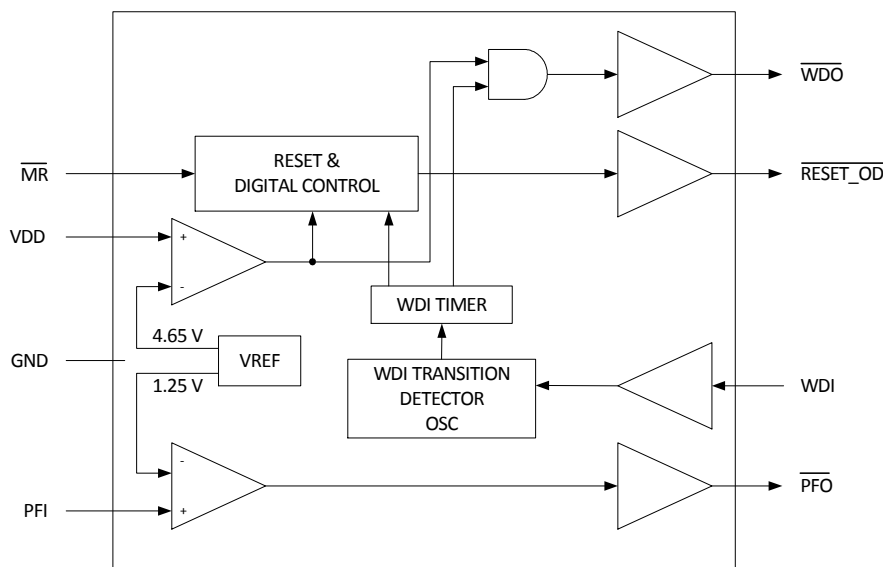 WDO
MR
RESET &
DIGITAL CONTROL
RESET_OD
VDD
+
-
WDI TIMER
4.65 V
GND
VREF
1.25 V
WDI TRANSITION
DETECTOR
OSC
WDI
-
+
PFI
PFO